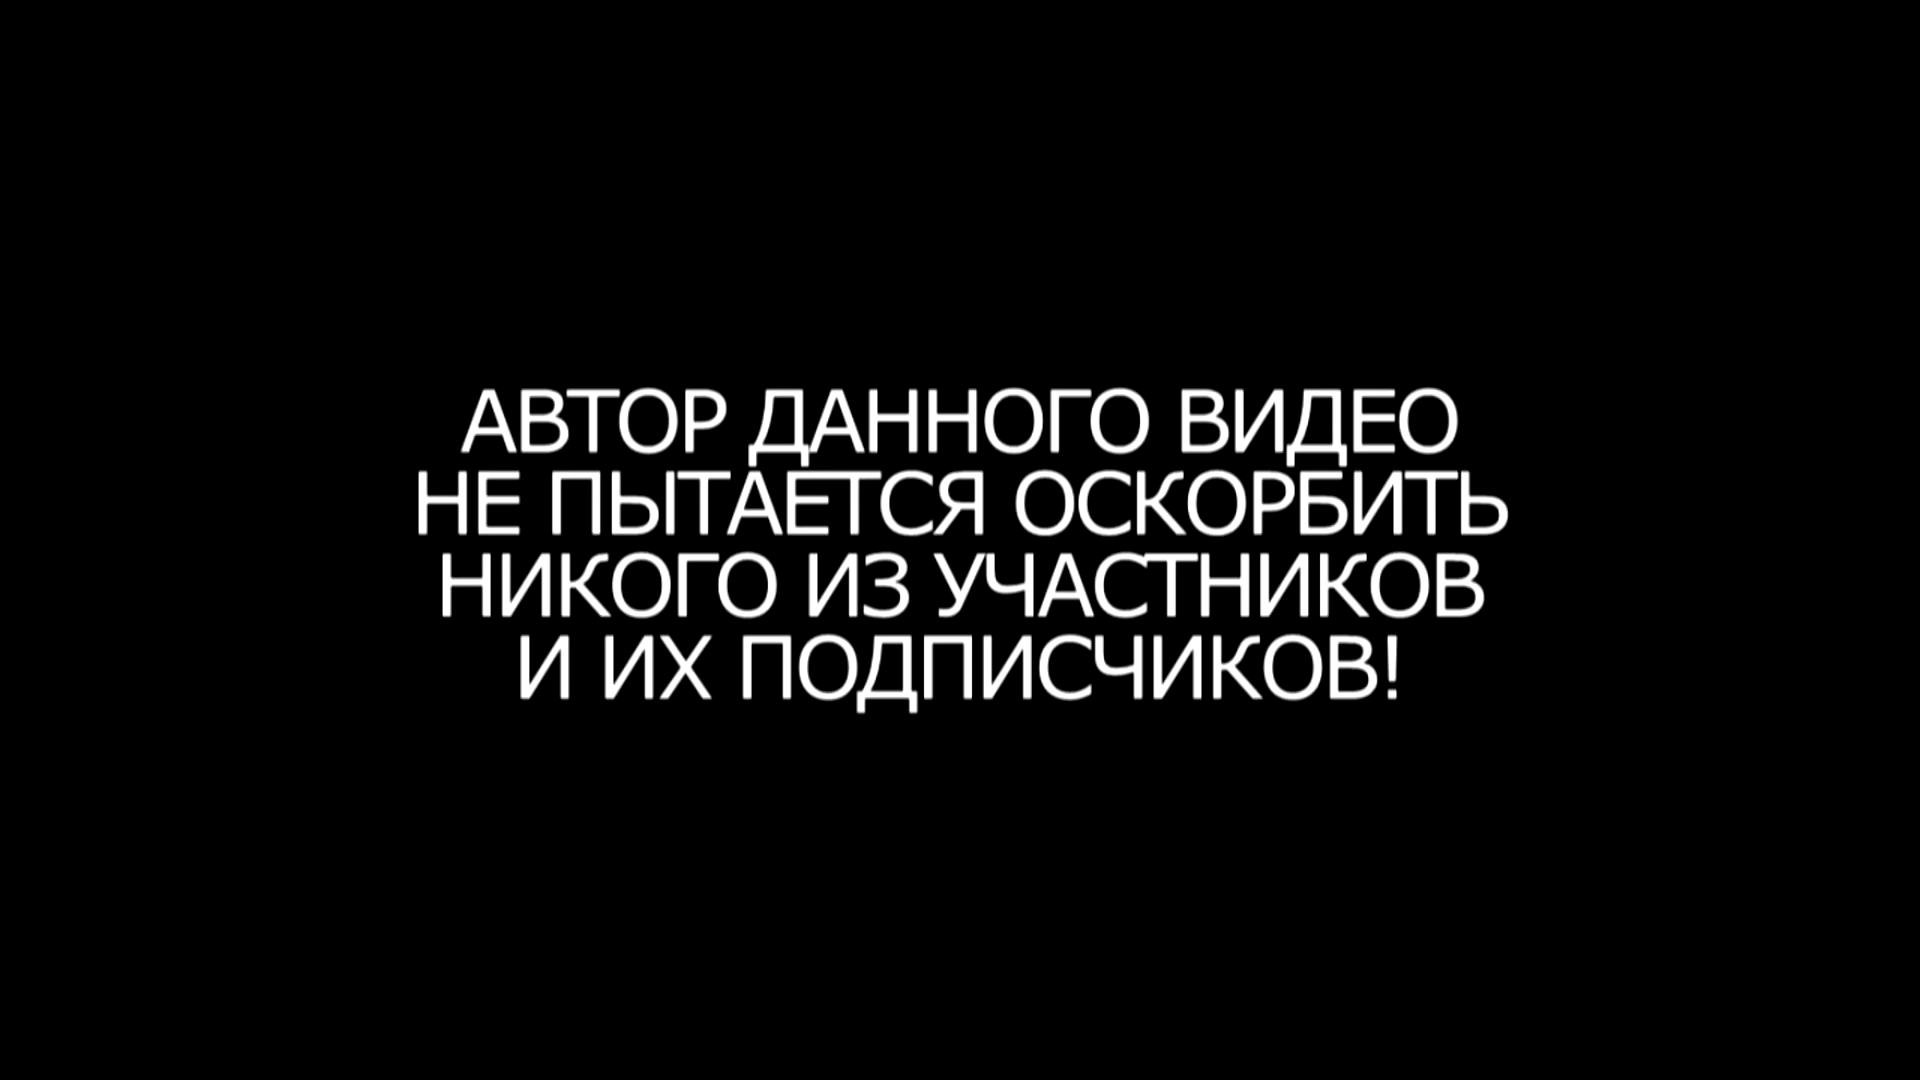 АВТОР ДАННОГО ВИДЕО
НЕ ПЫТАЕТСЯ ОСКОРБИТЬ
НИКОГО ИЗ УЧАСТНИКОВ
И ИХ ПОДПИСЧИКОВ!